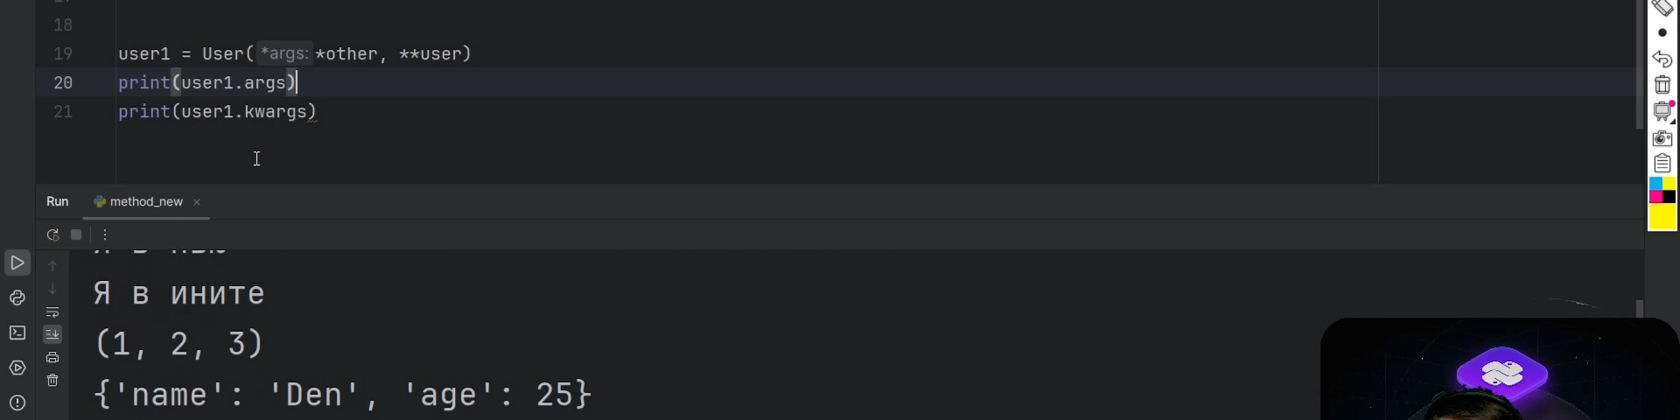 18
19 user1 = User(*args: *other, **user)
20 print(user1.args)
21 print(user1.kwargs)
Run method_new
Я в ините
(1, 2, 3)
{'name': 'Den', 'age': 25}